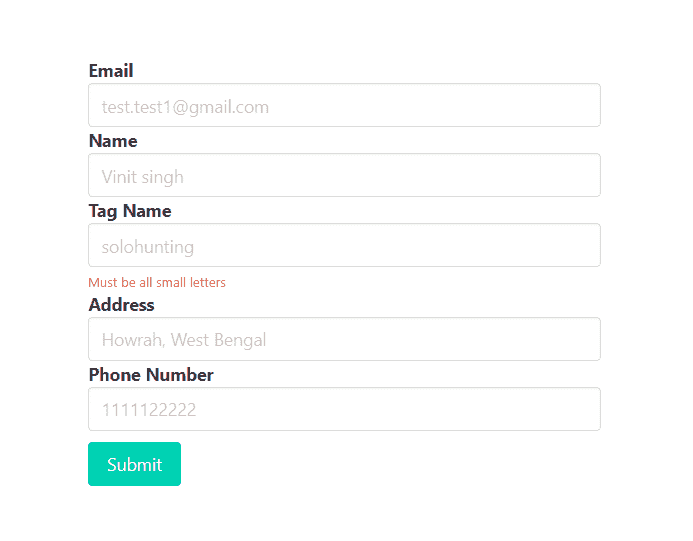 Email
test.test1@gmail.com
Name
Vinit singh
Tag Name
solohunting
Must be all small letters
Address
Howrah, West Bengal
Phone Number
1111122222
Submit